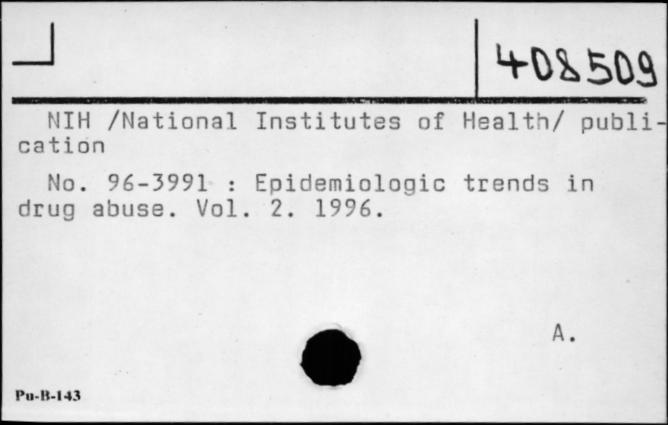 408509
NIH /National Institutes of Health/ publi-
cation
No. 96-3991 : Epidemiologic trends in
drug abuse. Vol. 2. 1996.
A.
Pu-B-143